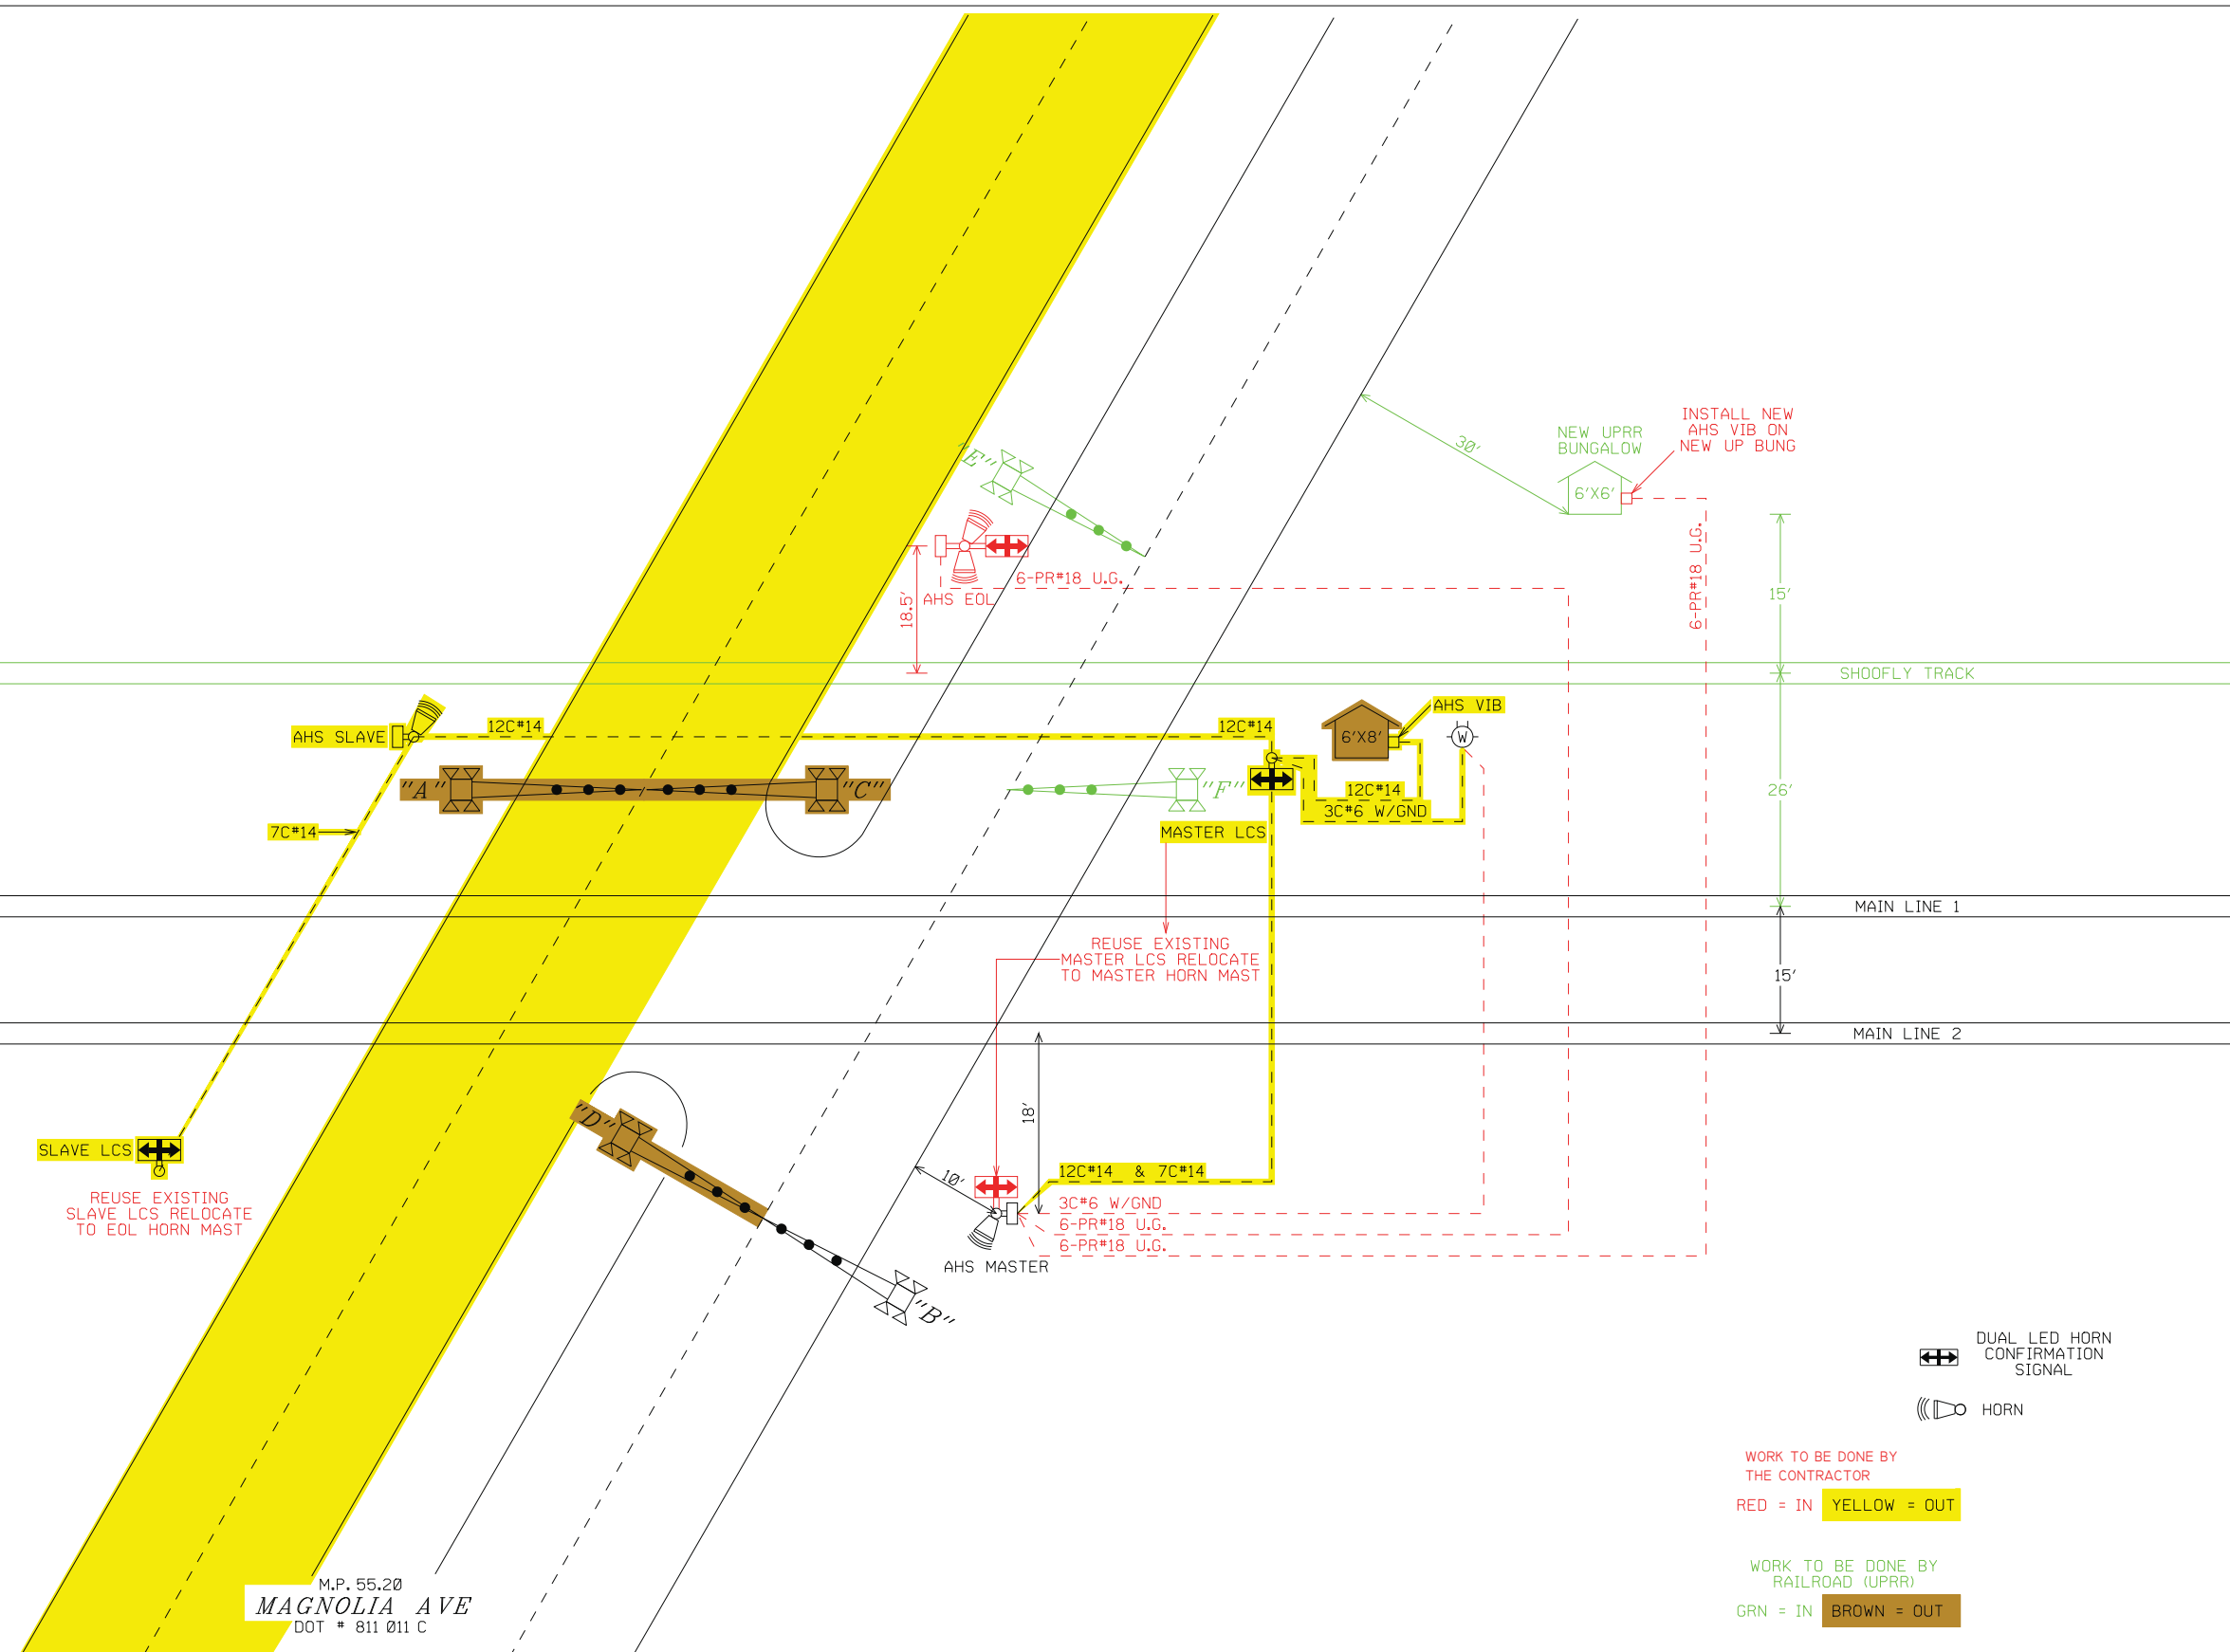 INSTALL NEW
AHS VIB ON
NEW UP BUNG
NEW UPRR
BUNGALOW
30'
"E"
6'X6'
6-PR#18 U.G.
6-PR#18 U.G.
AHS EOL
18.5'
15'
SHOOFLY TRACK
AHS VIB
12C#14
12C#14
AHS SLAVE
6'X8'
W
"A"
"C"
"F"
12C#14
26'
3C#6 W/GND
7C#14
MASTER LCS
MAIN LINE 1
REUSE EXISTING
MASTER LCS RELOCATE
TO MASTER HORN MAST
15'
MAIN LINE 2
18'
"D"
SLAVE LCS
12C#14 & 7C#14
10'
REUSE EXISTING
SLAVE LCS RELOCATE
TO EOL HORN MAST
3C#6 W/GND
6-PR#18 U.G.
6-PR#18 U.G.
AHS MASTER
"B"
DUAL LED HORN
CONFIRMATION
SIGNAL
HORN
WORK TO BE DONE BY
THE CONTRACTOR
RED = IN YELLOW = OUT
WORK TO BE DONE BY
RAILROAD (UPRR)
GRN = IN BROWN = OUT
M.P. 55.20
MAGNOLIA AVE
DOT # 811 011 C